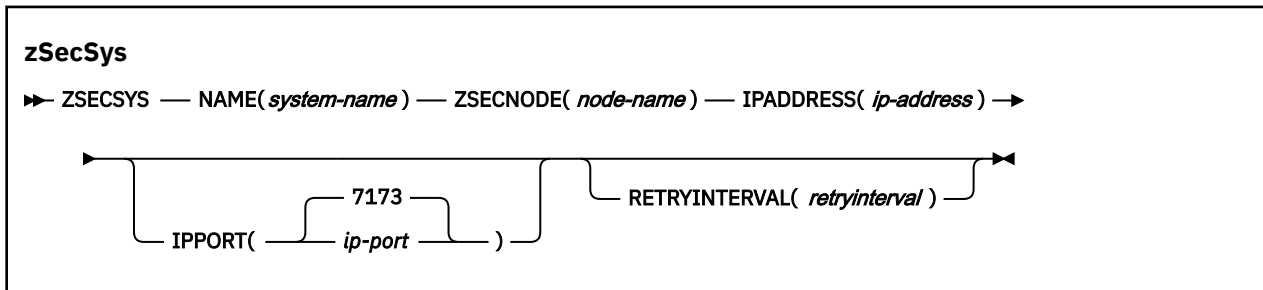 zSecSys
ZSECSYS NAME( system-name ) ZSECNODE( node-name ) IPADDRESS( ip-address )
RETRYINTERVAL( retryinterval )
7173
IPPORT( ip-port )